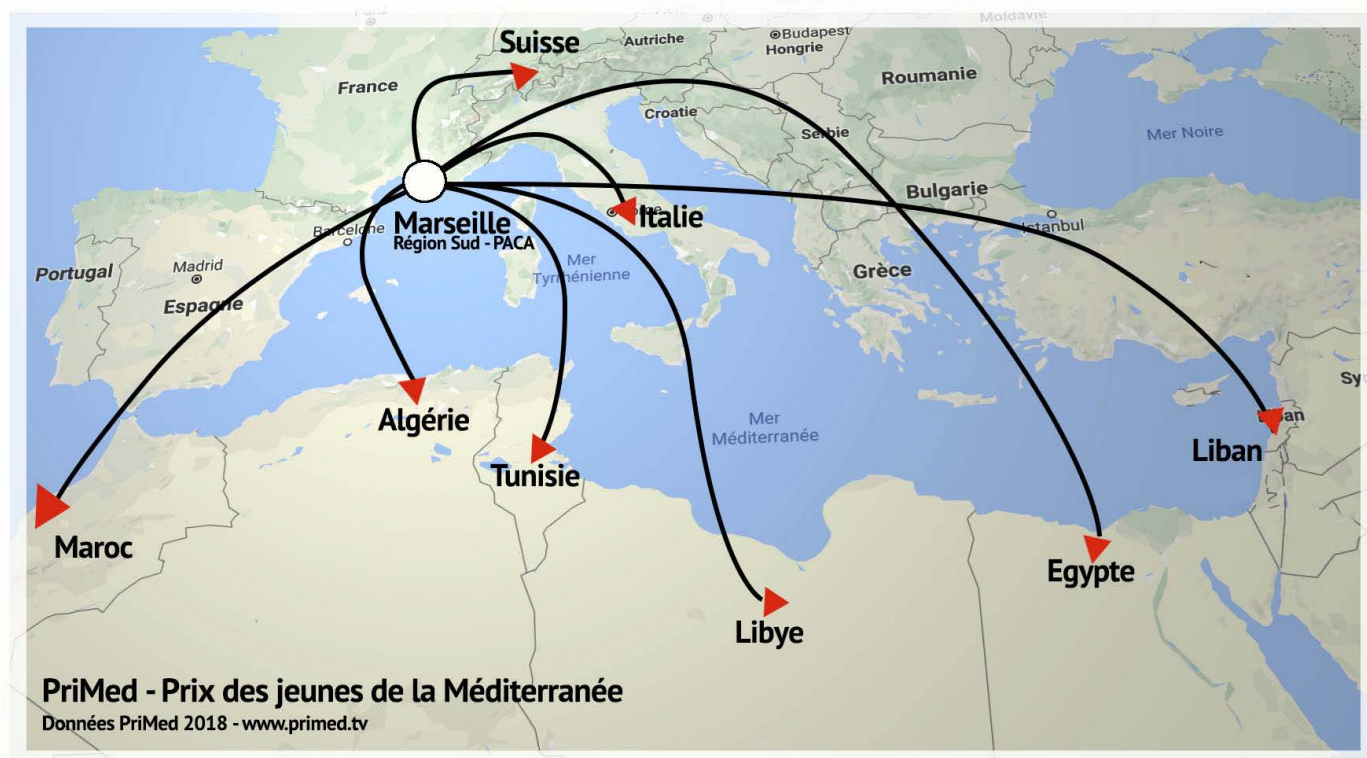 Moldavie
Suisse
Autriche
Budapest
Hongrie
France
Roumanie
Croatie
Serbie
Mer Noire
Marseille
Région Sud - PACA
Italie
Bulgarie
Istanbul
Barcelone
Portugal
Madrid
Espagne
Mer
Tyrrhénienne
Grèce
Algérie
Mer
Méditerranée
Liban
Liban
Tunisie
Maroc
Egypte
Libye
PriMed - Prix des jeunes de la Méditerranée
Données PriMed 2018 - www.primed.tv